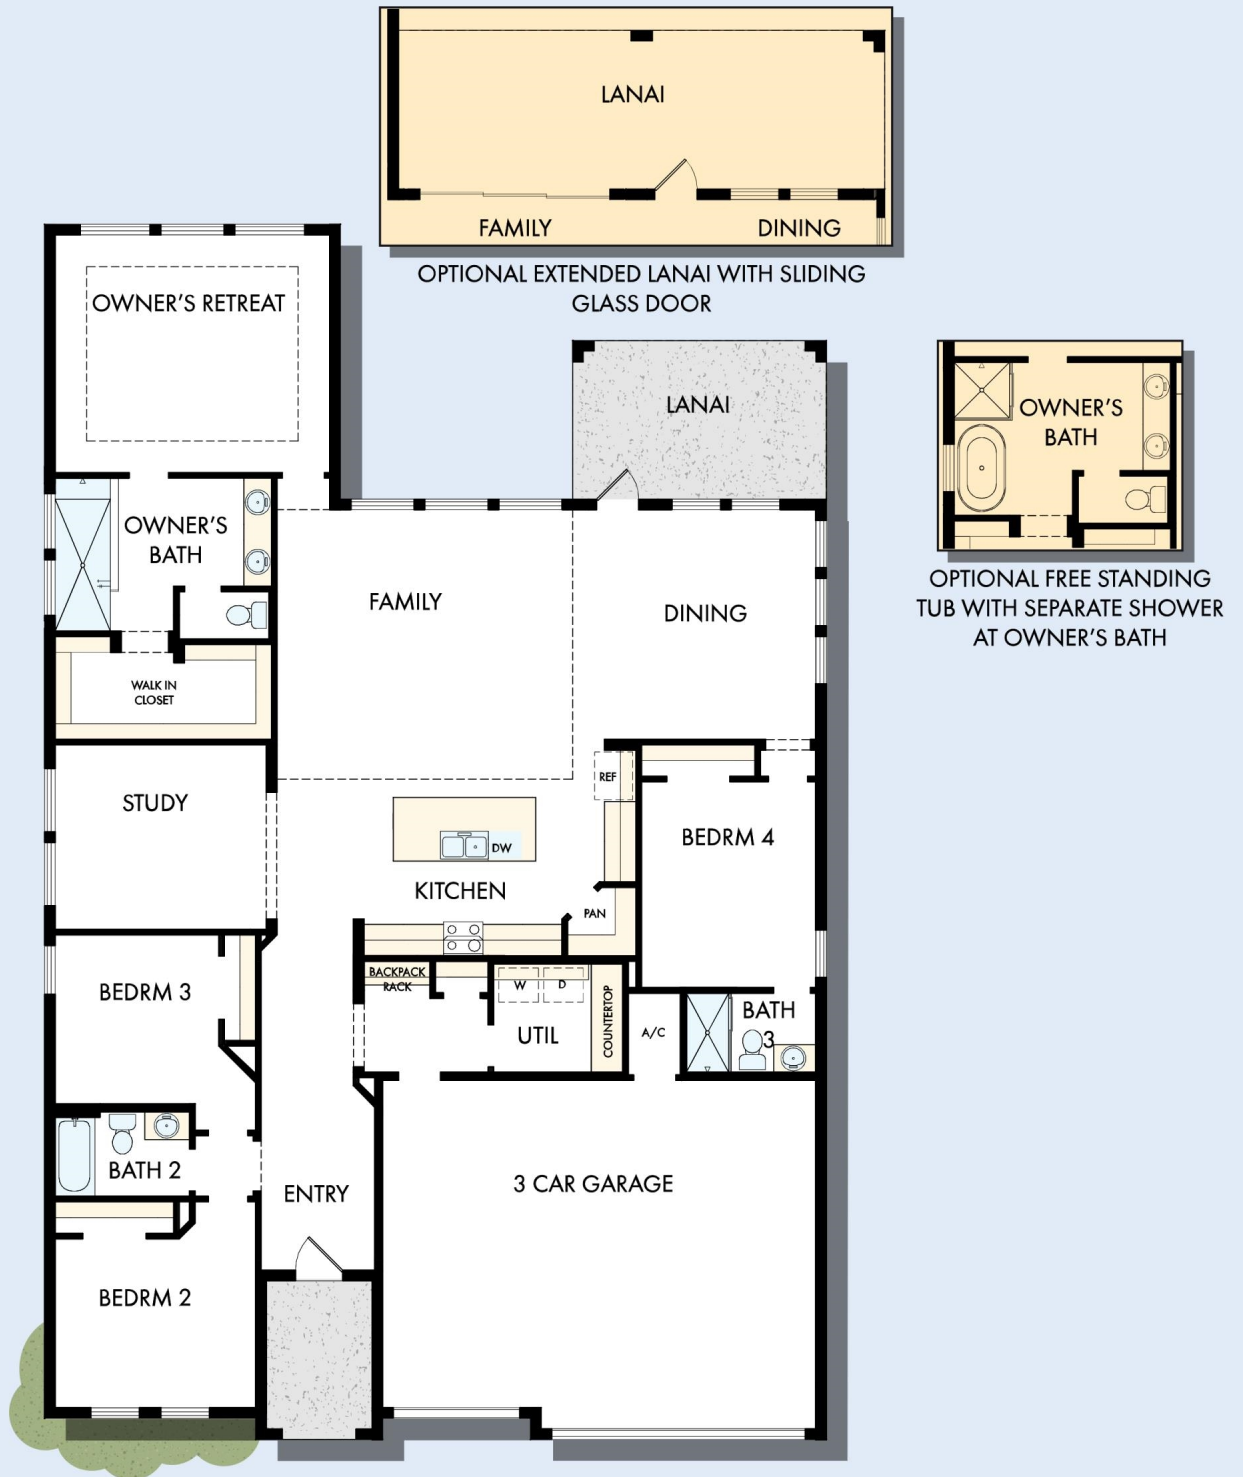 LANAI
FAMILY
DINING
OPTIONAL EXTENDED LANAI WITH SLIDING
GLASS DOOR
OWNER'S RETREAT
LANAI
OWNER'S
BATH
OPTIONAL FREE STANDING
TUB WITH SEPARATE SHOWER
AT OWNER'S BATH
OWNER'S
BATH
FAMILY
DINING
WALK IN
CLOSET
STUDY
REF
BEDRM 4
DW
KITCHEN
PAN
BEDRM 3
BACKPACK
RACK
W
D
UTIL
COUNTERTOP
A/C
BATH
3
BATH 2
ENTRY
3 CAR GARAGE
BEDRM 2